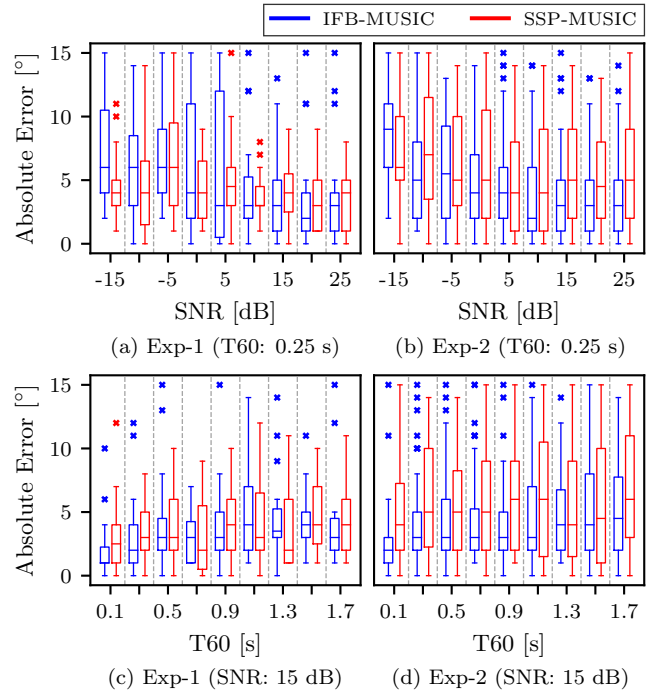 IFB-MUSIC SSP-MUSIC
Absolute Error [°]
15
10
5
0
-15 -5 5 15 25
-15 -5 5 15 25
SNR [dB] SNR [dB]
(a) Exp-1 (T60: 0.25 s) (b) Exp-2 (T60: 0.25 s)
Absolute Error [°]
15
10
5
0
0.1 0.5 0.9 1.3 1.7
0.1 0.5 0.9 1.3 1.7
T60 [s] T60 [s]
(c) Exp-1 (SNR: 15 dB) (d) Exp-2 (SNR: 15 dB)